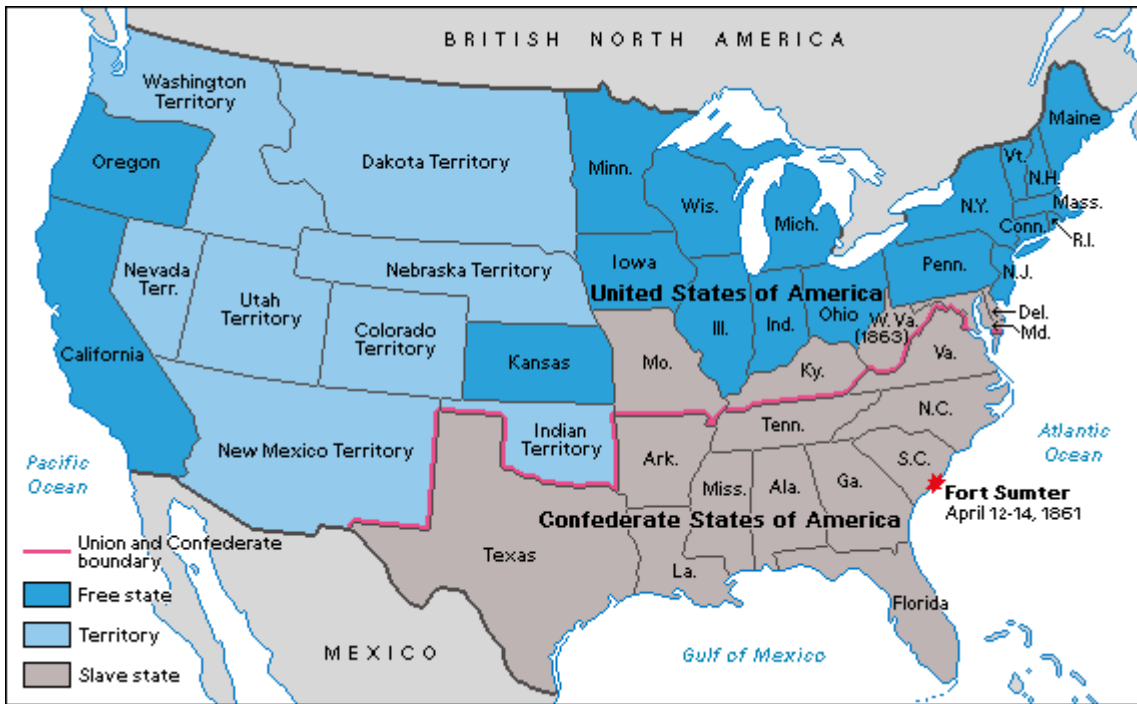 BRITISH NORTH AMERICA
Washington
Territory
Oregon
Dakota Territory
Minn.
Wis.
Mich.
Maine
Vt.
N.H.
N.Y.
Mass.
Conn.
R.I.
Nevada
Terr.
Utah
Territory
Nebraska Territory
Iowa
Penn.
N.J.
United States of America
Colorado
Territory
Ill.
Ind.
Ohio
W. Va.
(1863)
Del.
Md.
California
Kansas
Mo.
Ky.
Va.
New Mexico Territory
Indian
Territory
Tenn.
N.C.
Ark.
S.C.
Pacific
Ocean
Atlantic
Ocean
Miss.
Ala.
Ga.
Fort Sumter
April 12-14, 1861
Confederate States of America
Texas
La.
Florida
Union and Confederate
boundary
Free state
Territory
Slave state
MEXICO
Gulf of Mexico